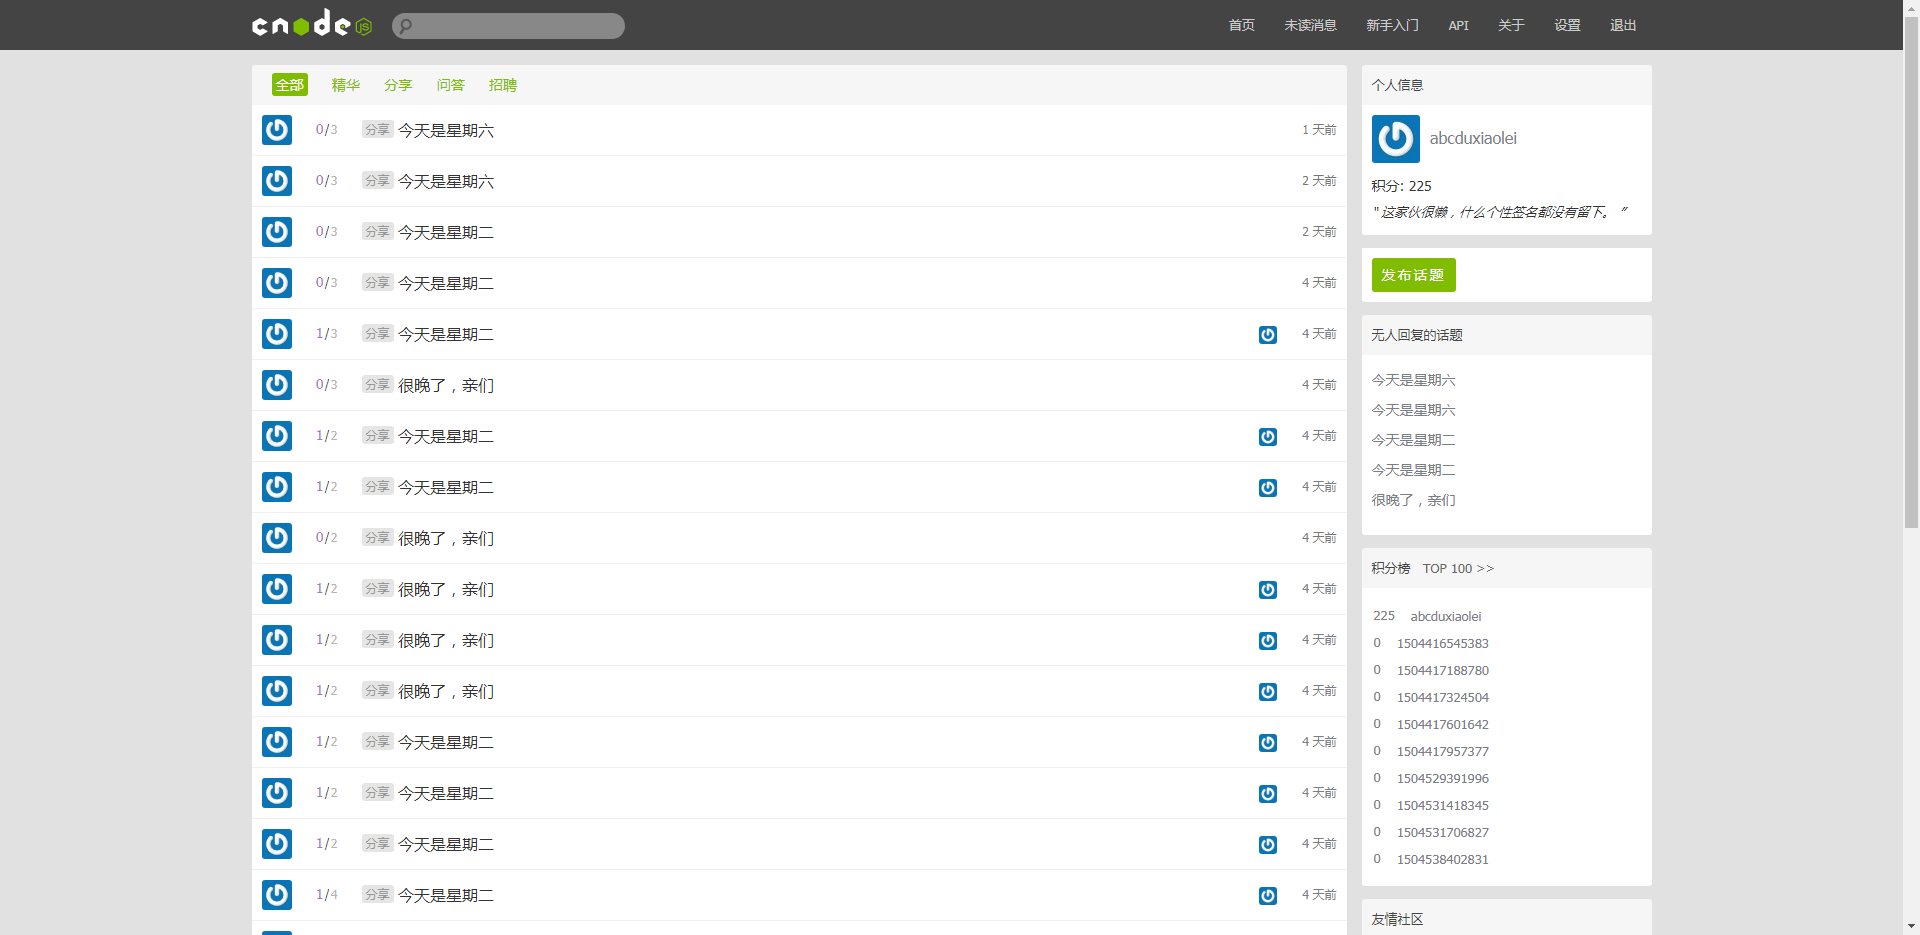 cnode JS 首页 未读消息 新手入门 API 关于 设置 退出
全部 精华 分享 问答 招聘
0/3 分享 今天是星期六 1 天前
0/3 分享 今天是星期六 2 天前
0/3 分享 今天是星期二 2 天前
0/3 分享 今天是星期二 4 天前
1/3 分享 今天是星期二 4 天前
0/3 分享 很晚了，亲们 4 天前
1/2 分享 今天是星期二 4 天前
1/2 分享 今天是星期二 4 天前
0/2 分享 很晚了，亲们 4 天前
1/2 分享 很晚了，亲们 4 天前
1/2 分享 很晚了，亲们 4 天前
1/2 分享 很晚了，亲们 4 天前
1/2 分享 今天是星期二 4 天前
1/2 分享 今天是星期二 4 天前
1/2 分享 今天是星期二 4 天前
1/4 分享 今天是星期二 4 天前
个人信息
abcduxiaolei
积分: 225
" 这家伙很懒，什么个性签名都没有留下。 "
发布话题
无人回复的话题
今天是星期六
今天是星期六
今天是星期二
今天是星期二
很晚了，亲们
积分榜 TOP 100 >>
225 abcduxiaolei
0 1504416545383
0 1504417188780
0 1504417324504
0 1504417601642
0 1504417957377
0 1504529391996
0 1504531418345
0 1504531706827
0 1504538402831
友情社区